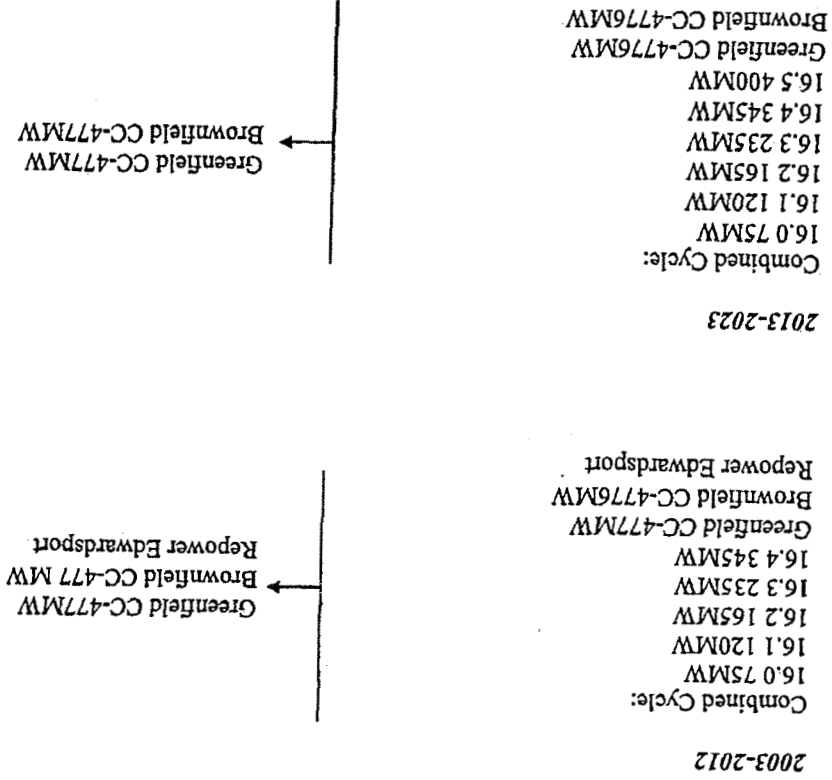 2003-2012
Combined Cycle:
16.0 75MW
16.1 120MW
16.2 165MW
16.3 235MW
16.4 345MW
Greenfield CC-477MW
Brownfield CC-4776MW
Repower Edwardsport
Greenfield CC-477MW
Brownfield CC-477 MW
Repower Edwardsport
2013-2023
Combined Cycle:
16.0 75MW
16.1 120MW
16.2 165MW
16.3 235MW
16.4 345MW
16.5 400MW
Greenfield CC-4776MW
Brownfield CC-4776MW
Greenfield CC-477MW
Brownfield CC-477MW